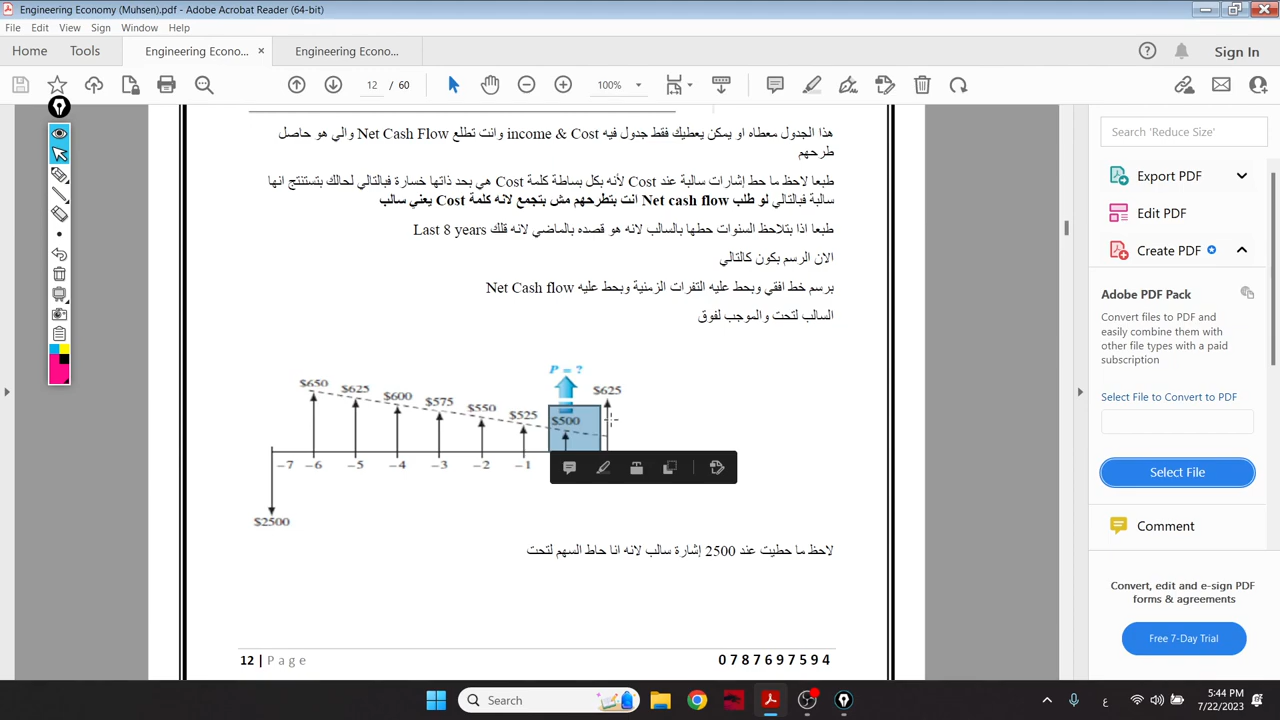 Engineering Economy (Muhsen).pdf - Adobe Acrobat Reader (64-bit)
File Edit View Sign Window Help
Home Tools Engineering Econo... × Engineering Econo... ? Sign In
12 / 60 100%
هذا الجدول معطاه او يمكن يعطيك فقط جدول فيه income & Cost وانت تطلع Net Cash Flow والي هو حاصل
طرحهم
طبعا لاحظ ما حط إشارات سالبة عند Cost لأنه بكل بساطة كلمة Cost هي بحد ذاتها خسارة فبالتالي لحالك بتستنتج انها
سالبة فبالتالي لو طلب Net cash flow انت بتطرحهم مش بتجمع لانه كلمة Cost يعني سالب
طبعا اذا بتلاحظ السنوات حطها بالسالب لانه هو قصده بالماضي لانه قلك Last 8 years
الان الرسم بكون كالتالي
برسم خط افقي وبحط عليه التفرات الزمنية وبحط عليه Net Cash flow
السالب لتحت والموجب لفوق
P = ?
$650 $625 $600 $575 $550 $525 $500 $625
−7 −6 −5 −4 −3 −2 −1
$2500
لاحظ ما حطيت عند 2500 إشارة سالب لانه انا حاط السهم لتحت
12 | Page 0787697594
Search 'Reduce Size'
Export PDF
Edit PDF
Create PDF
Adobe PDF Pack
Convert files to PDF and
easily combine them with
other file types with a paid
subscription
Select File to Convert to PDF
Select File
Comment
Convert, edit and e-sign PDF
forms & agreements
Free 7-Day Trial
Search
ع
5:44 PM
7/22/2023